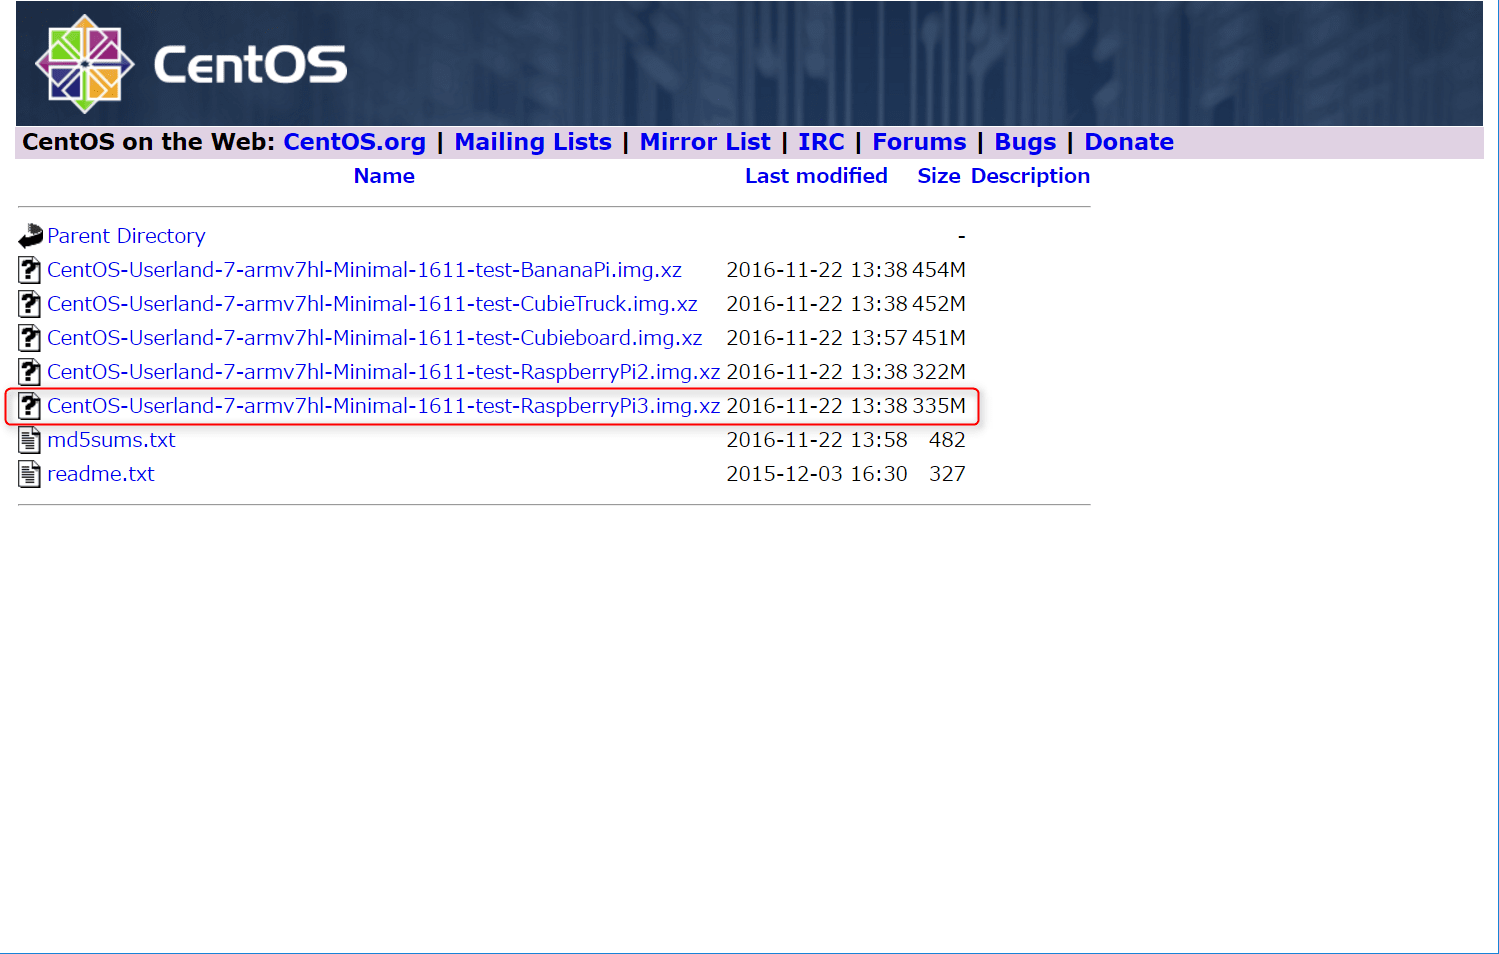 CentOS
CentOS on the Web: CentOS.org | Mailing Lists | Mirror List | IRC | Forums | Bugs | Donate
Name Last modified Size Description
Parent Directory -
CentOS-Userland-7-armv7hl-Minimal-1611-test-BananaPi.img.xz 2016-11-22 13:38 454M
CentOS-Userland-7-armv7hl-Minimal-1611-test-CubieTruck.img.xz 2016-11-22 13:38 452M
CentOS-Userland-7-armv7hl-Minimal-1611-test-Cubieboard.img.xz 2016-11-22 13:57 451M
CentOS-Userland-7-armv7hl-Minimal-1611-test-RaspberryPi2.img.xz 2016-11-22 13:38 322M
CentOS-Userland-7-armv7hl-Minimal-1611-test-RaspberryPi3.img.xz 2016-11-22 13:38 335M
md5sums.txt 2016-11-22 13:58 482
readme.txt 2015-12-03 16:30 327